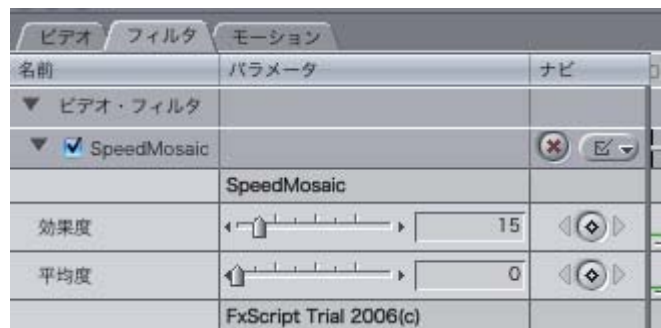 ビデオ フィルタ モーション
名前 パラメータ ナビ
ビデオ・フィルタ
SpeedMosaic
SpeedMosaic
効果度 15
平均度 0
FxScript Trial 2006(c)